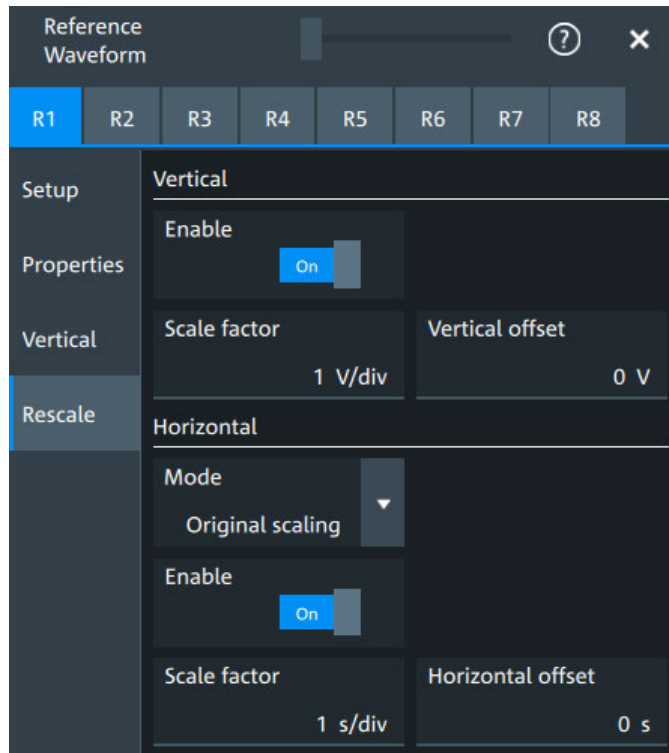 Reference
Waveform
?
R1 R2 R3 R4 R5 R6 R7 R8
Setup
Properties
Vertical
Rescale
Vertical
Enable
On
Scale factor
1 V/div
Vertical offset
0 V
Horizontal
Mode
Original scaling
Enable
On
Scale factor
1 s/div
Horizontal offset
0 s